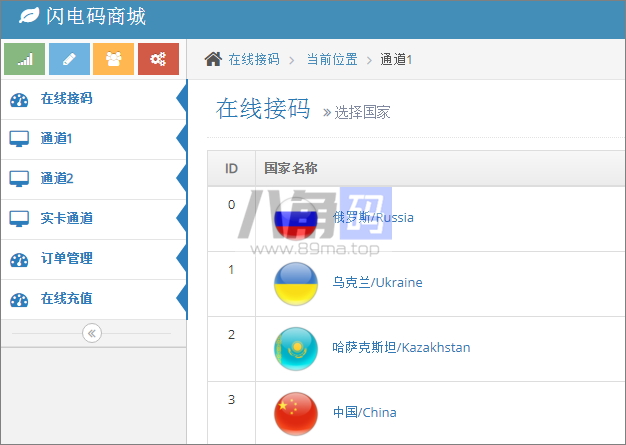 闪电码商城
在线接码 当前位置 通道1
在线接码
通道1
通道2
实卡通道
订单管理
在线充值
在线接码 选择国家
ID 国家名称
0 俄罗斯/Russia
1 乌克兰/Ukraine
2 哈萨克斯坦/Kazakhstan
3 中国/China
八角码
www.89ma.top